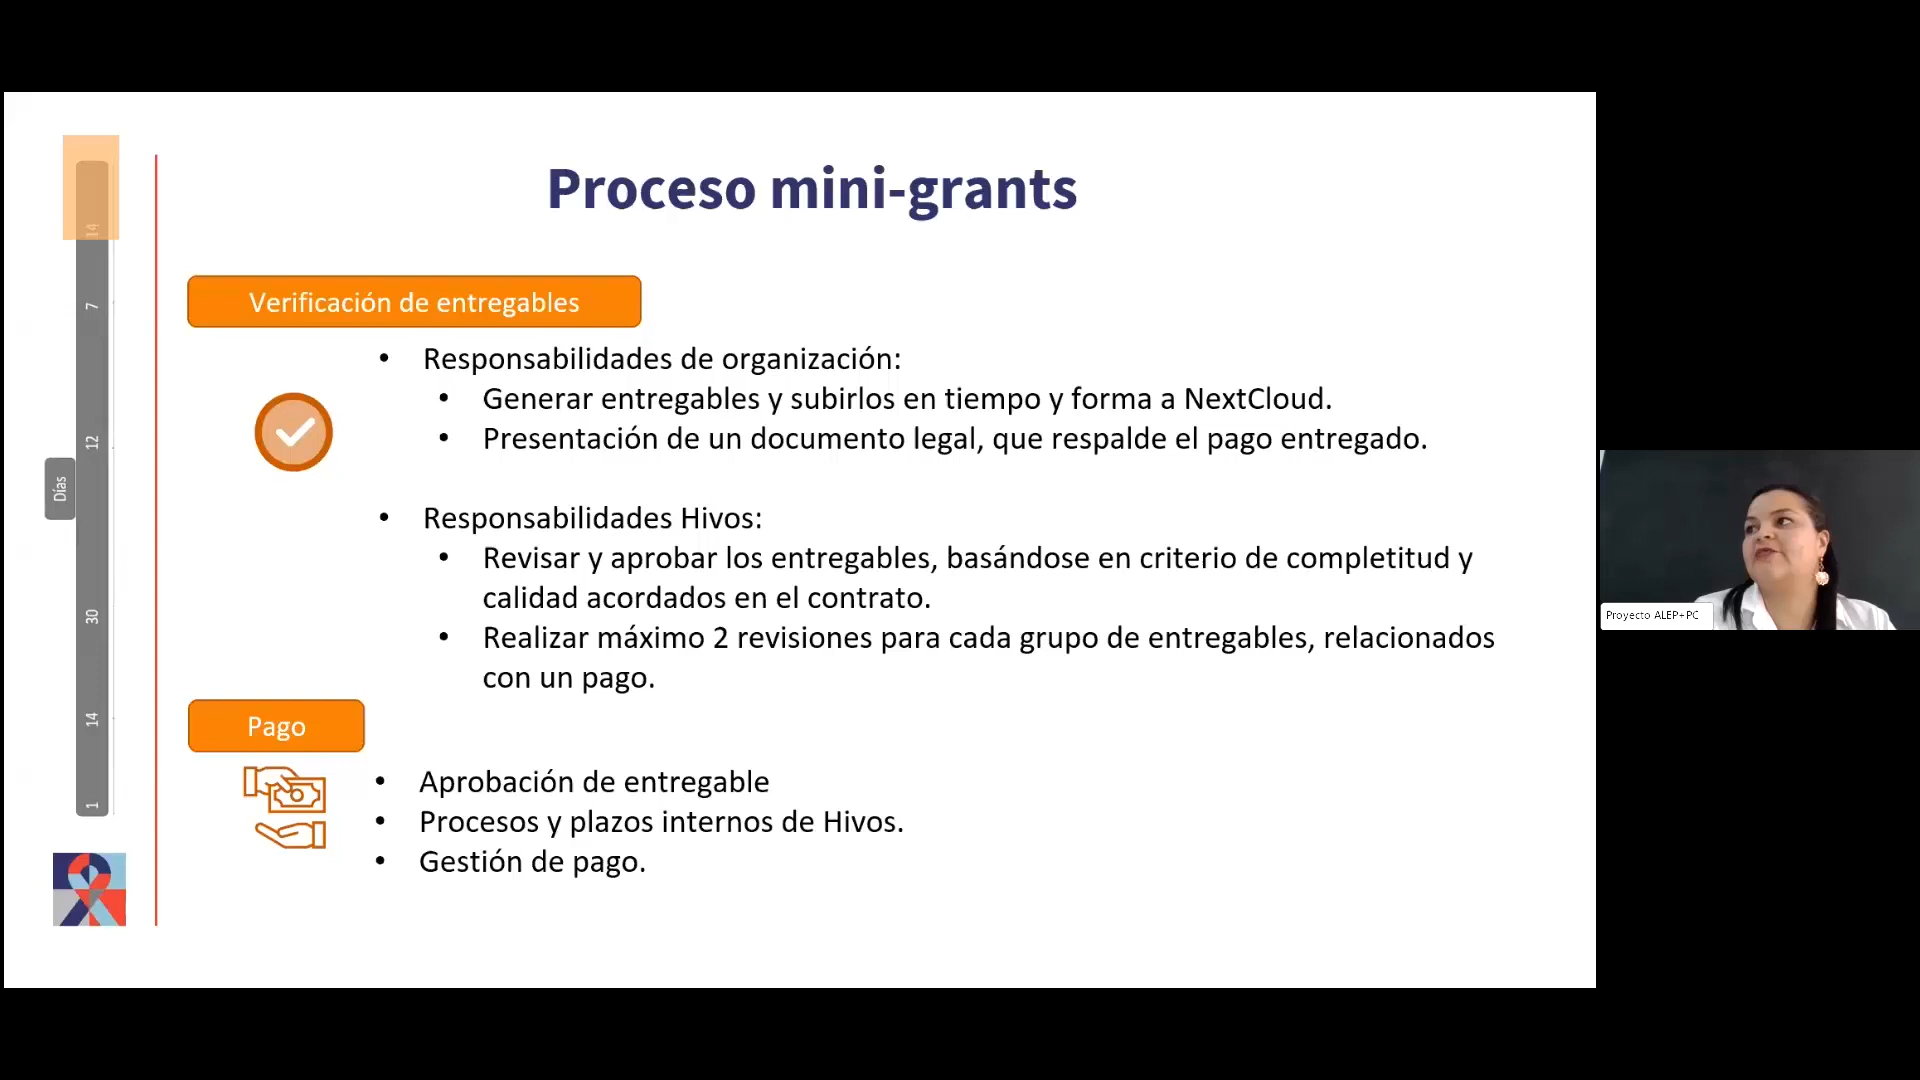 Proceso mini-grants
Verificación de entregables
• Responsabilidades de organización:
• Generar entregables y subirlos en tiempo y forma a NextCloud.
• Presentación de un documento legal, que respalde el pago entregado.
• Responsabilidades Hivos:
• Revisar y aprobar los entregables, basándose en criterio de completitud y
calidad acordados en el contrato.
• Realizar máximo 2 revisiones para cada grupo de entregables, relacionados
con un pago.
Pago
• Aprobación de entregable
• Procesos y plazos internos de Hivos.
• Gestión de pago.
Días
1
14
30
12
7
14
Proyecto ALEP+PC